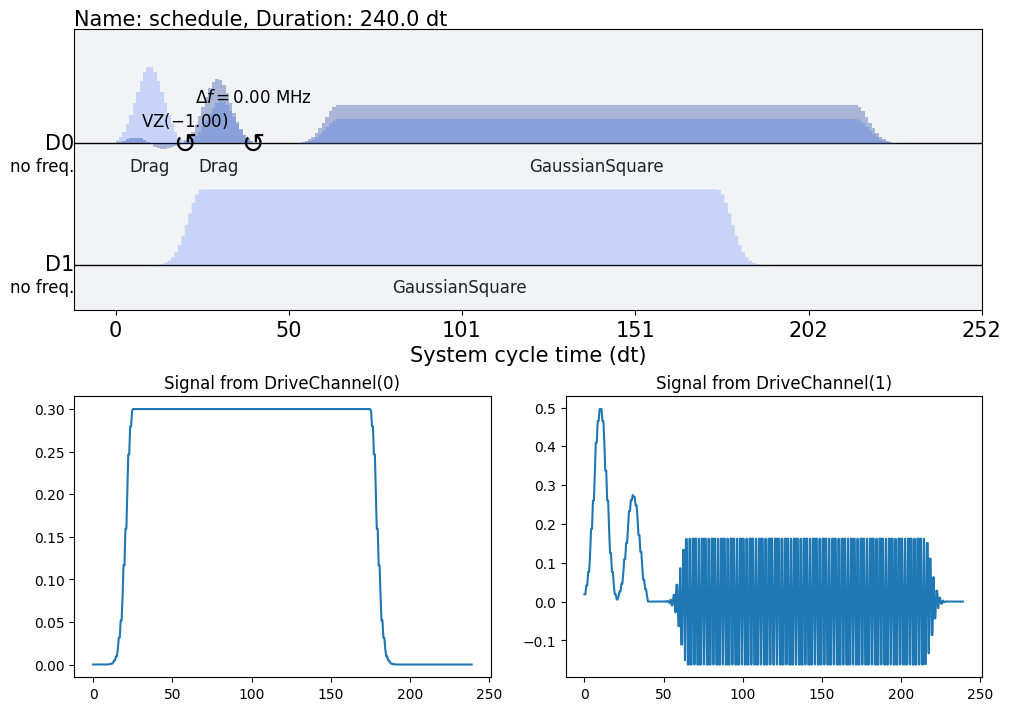 Name: schedule, Duration: 240.0 dt
Δf = 0.00 MHz
VZ(−1.00)
D0
no freq.
Drag
Drag
GaussianSquare
D1
no freq.
GaussianSquare
0 50 101 151 202 252
System cycle time (dt)
Signal from DriveChannel(0)
0.30
0.25
0.20
0.15
0.10
0.05
0.00
0 50 100 150 200 250
Signal from DriveChannel(1)
0.5
0.4
0.3
0.2
0.1
0.0
−0.1
0 50 100 150 200 250